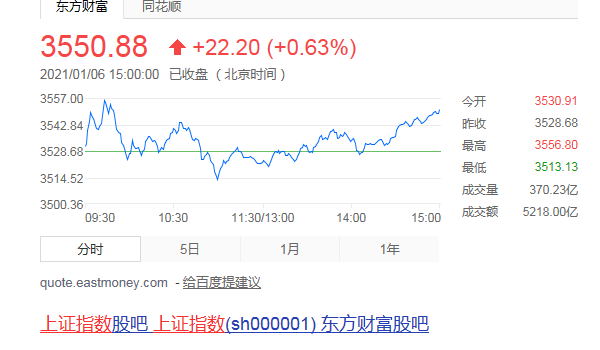 东方财富 同花顺
3550.88 +22.20 (+0.63%)
2021/01/06 15:00:00 已收盘 (北京时间)
3557.00
3542.84
3528.68
3514.52
3500.36
09:30 10:30 11:30/13:00 14:00 15:00
今开 3530.91
昨收 3528.68
最高 3556.80
最低 3513.13
成交量 370.23亿
成交额 5218.00亿
分时 5日 1月 1年
quote.eastmoney.com - 给百度提建议
上证指数股吧_上证指数(sh000001)_东方财富股吧